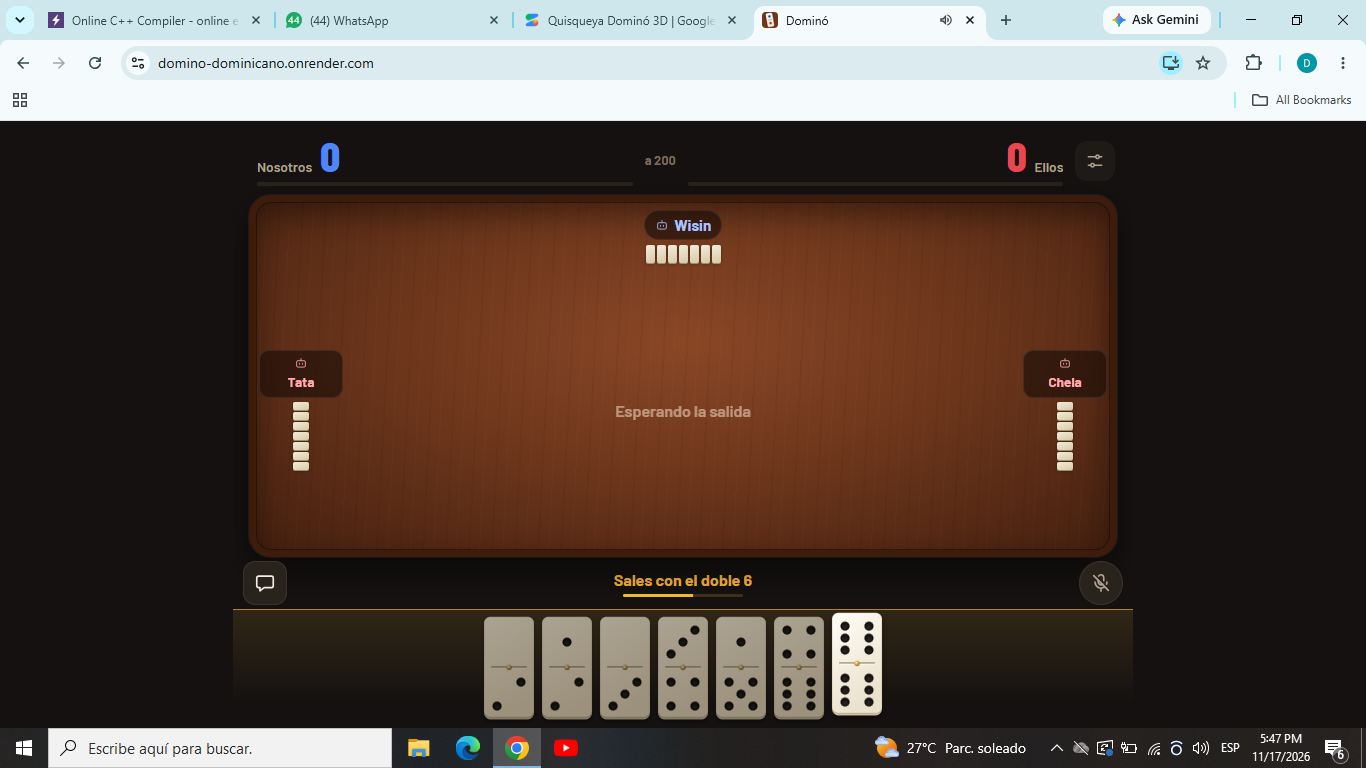 Online C++ Compiler - online e
44
(44) WhatsApp
Quisqueya Dominó 3D | Google
Dominó
Ask Gemini
domino-dominicano.onrender.com
D
All Bookmarks
Nosotros 0
a 200
0 Ellos
Wisin
Tata
Chela
Esperando la salida
Sales con el doble 6
Escribe aquí para buscar.
27°C Parc. soleado
ESP
5:47 PM
11/17/2026
6